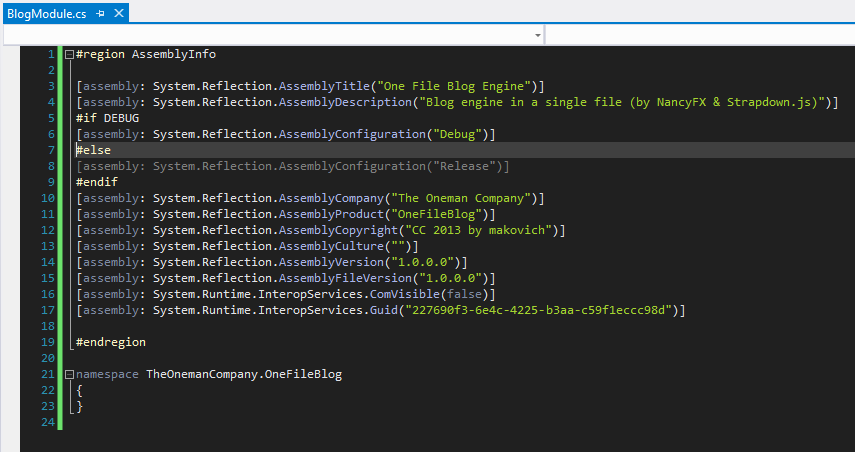 BlogModule.cs
1 #region AssemblyInfo
2
3 [assembly: System.Reflection.AssemblyTitle("One File Blog Engine")]
4 [assembly: System.Reflection.AssemblyDescription("Blog engine in a single file (by NancyFX & Strapdown.js)")]
5 #if DEBUG
6 [assembly: System.Reflection.AssemblyConfiguration("Debug")]
7 #else
8 [assembly: System.Reflection.AssemblyConfiguration("Release")]
9 #endif
10 [assembly: System.Reflection.AssemblyCompany("The Oneman Company")]
11 [assembly: System.Reflection.AssemblyProduct("OneFileBlog")]
12 [assembly: System.Reflection.AssemblyCopyright("CC 2013 by makovich")]
13 [assembly: System.Reflection.AssemblyCulture("")]
14 [assembly: System.Reflection.AssemblyVersion("1.0.0.0")]
15 [assembly: System.Reflection.AssemblyFileVersion("1.0.0.0")]
16 [assembly: System.Runtime.InteropServices.ComVisible(false)]
17 [assembly: System.Runtime.InteropServices.Guid("227690f3-6e4c-4225-b3aa-c59f1eccc98d")]
18
19 #endregion
20
21 namespace TheOnemanCompany.OneFileBlog
22 {
23 }
24